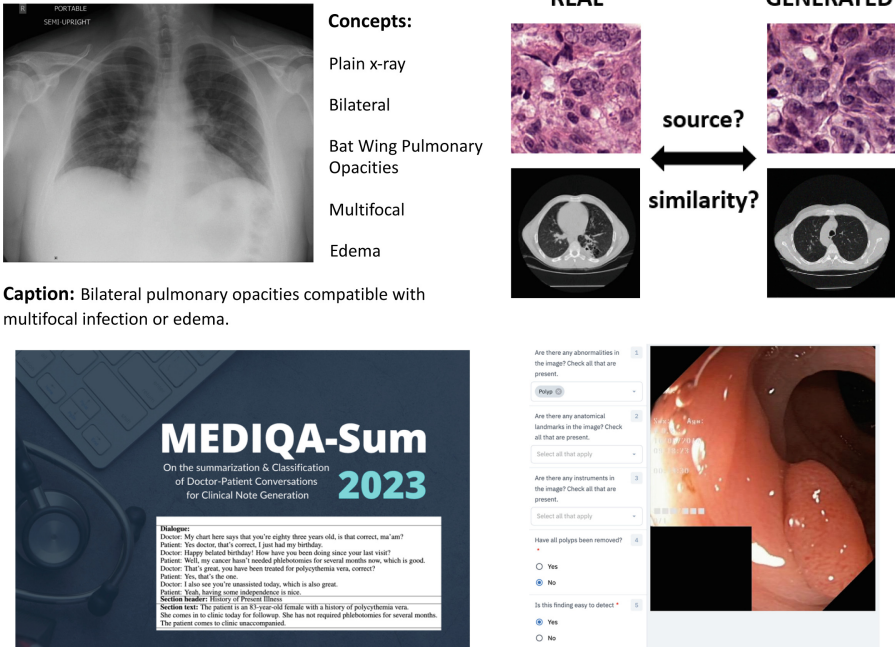 R PORTABLE
SEMI-UPRIGHT
Concepts:
Plain x-ray
Bilateral
Bat Wing Pulmonary
Opacities
Multifocal
Edema
Caption: Bilateral pulmonary opacities compatible with
multifocal infection or edema.
REAL
GENERATED
source?
similarity?
MEDIQA-Sum
On the summarization & Classification
of Doctor-Patient Conversations
for Clinical Note Generation
2023
Dialogue:
Doctor: My chart here says that you're eighty three years old, is that correct, ma'am?
Patient: Yes doctor, that's correct, I just had my birthday.
Doctor: Happy belated birthday! How have you been doing since your last visit?
Patient: Well, my cancer hasn't needed phlebotomies for several months now, which is good.
Doctor: That's great, you have been treated for polycythemia vera, correct?
Patient: Yes, that's the one.
Doctor: I also see you're unassisted today, which is also great.
Patient: Yeah, having some independence is nice.
Section header: History of Present Illness
Section text: The patient is an 83-year-old female with a history of polycythemia vera.
She comes in to clinic today for followup. She has not required phlebotomies for several months.
The patient comes to clinic unaccompanied.
Are there any abnormalities in 1
the image? Check all that are
present.
Polyp
Are there any anatomical 2
landmarks in the image? Check
all that are present.
Select all that apply
Are there any instruments in 3
the image? Check all that are
present.
Select all that apply
Have all polyps been removed? 4
*
Yes
No
Is this finding easy to detect * 5
Yes
No
Age: